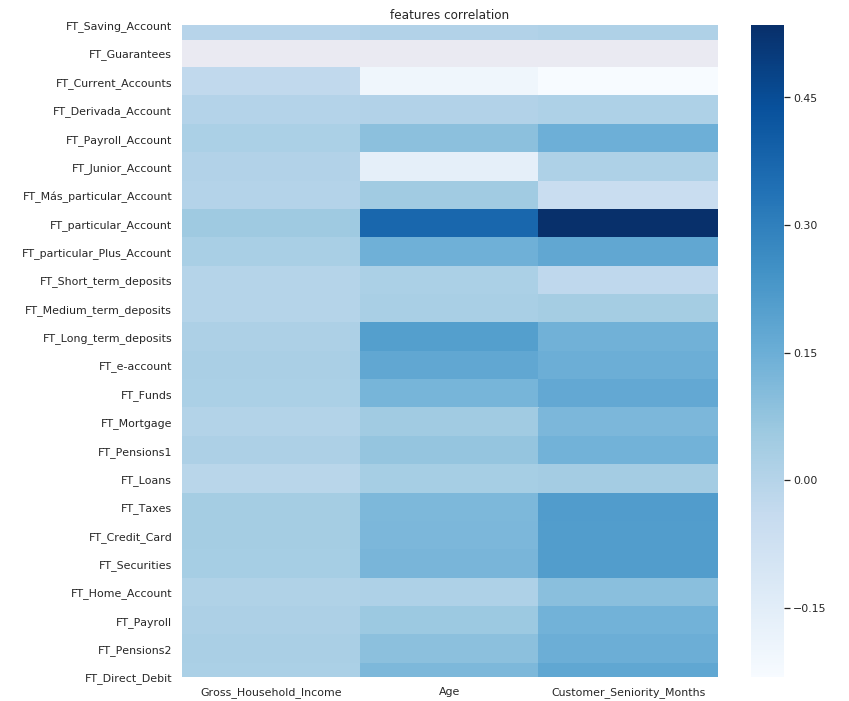 features correlation
FT_Saving_Account
FT_Guarantees
FT_Current_Accounts
FT_Derivada_Account
FT_Payroll_Account
FT_Junior_Account
FT_Más_particular_Account
FT_particular_Account
FT_particular_Plus_Account
FT_Short_term_deposits
FT_Medium_term_deposits
FT_Long_term_deposits
FT_e-account
FT_Funds
FT_Mortgage
FT_Pensions1
FT_Loans
FT_Taxes
FT_Credit_Card
FT_Securities
FT_Home_Account
FT_Payroll
FT_Pensions2
FT_Direct_Debit
Gross_Household_Income
Age
Customer_Seniority_Months
0.45
0.30
0.15
0.00
−0.15